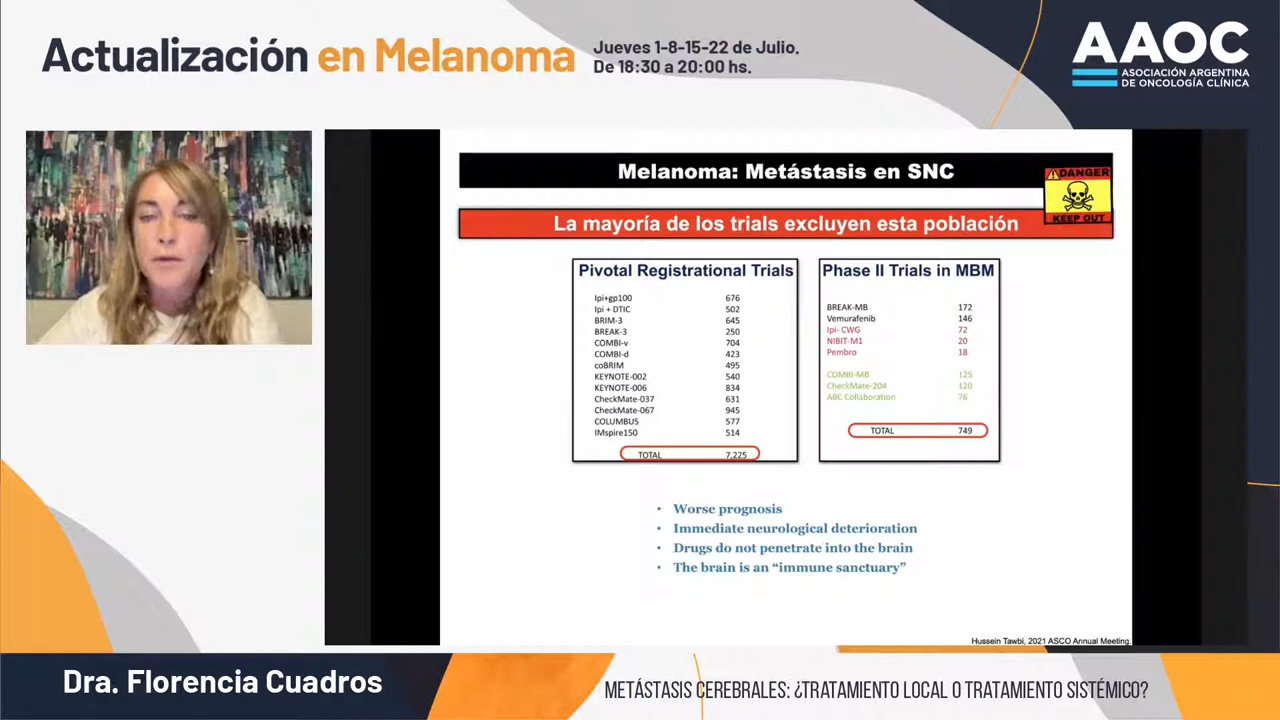 Actualización en Melanoma
Jueves 1-8-15-22 de Julio.
De 18:30 a 20:00 hs.
AAOC
ASOCIACIÓN ARGENTINA
DE ONCOLOGÍA CLÍNICA
Melanoma: Metástasis en SNC
DANGER
KEEP OUT
La mayoría de los trials excluyen esta población
Pivotal Registrational Trials
Ipi+gp100 676
Ipi + DTIC 502
BRIM-3 645
BREAK-3 250
COMBI-v 704
COMBI-d 423
coBRIM 495
KEYNOTE-002 540
KEYNOTE-006 834
CheckMate-037 631
CheckMate-067 945
COLUMBUS 577
IMspire150 514
TOTAL 7,225
Phase II Trials in MBM
BREAK-MB 172
Vemurafenib 146
Ipi- CWG 72
NIBIT-M1 20
Pembro 18
COMBI-MB 125
CheckMate-204 120
ABC Collaboration 76
TOTAL 749
• Worse prognosis
• Immediate neurological deterioration
• Drugs do not penetrate into the brain
• The brain is an “immune sanctuary”
Hussein Tawbi, 2021 ASCO Annual Meeting.
Dra. Florencia Cuadros
METÁSTASIS CEREBRALES: ¿TRATAMIENTO LOCAL O TRATAMIENTO SISTÉMICO?